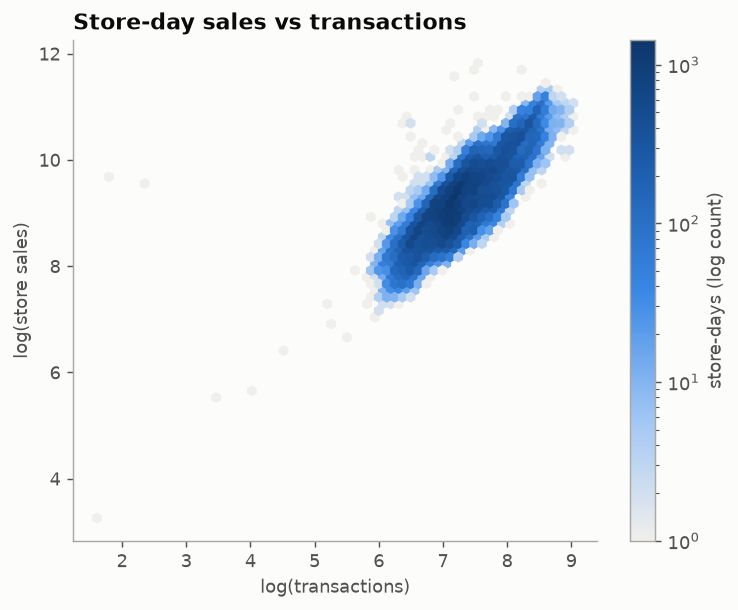 Store-day sales vs transactions
12
10
8
6
4
log(store sales)
2 3 4 5 6 7 8 9
log(transactions)
10³
10²
10¹
10⁰
store-days (log count)